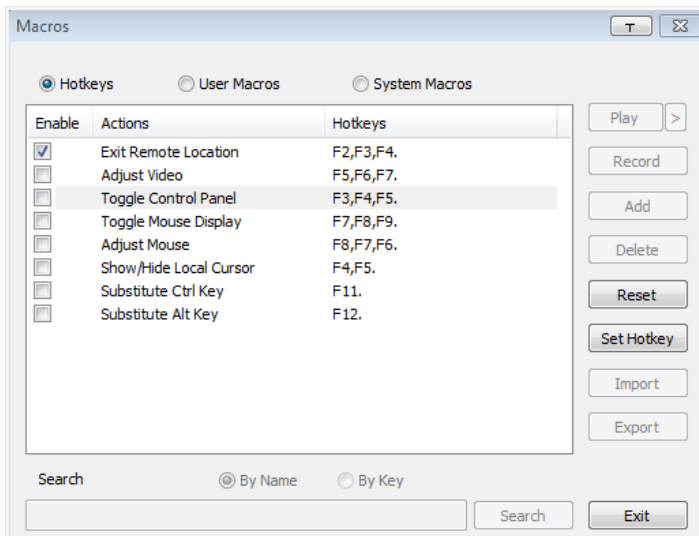 Macros
Hotkeys User Macros System Macros
Enable Actions Hotkeys
Play >
Exit Remote Location F2,F3,F4.
Record
Adjust Video F5,F6,F7.
Toggle Control Panel F3,F4,F5.
Add
Toggle Mouse Display F7,F8,F9.
Adjust Mouse F8,F7,F6.
Delete
Show/Hide Local Cursor F4,F5.
Substitute Ctrl Key F11.
Reset
Substitute Alt Key F12.
Set Hotkey
Import
Export
Search By Name By Key
Search Exit